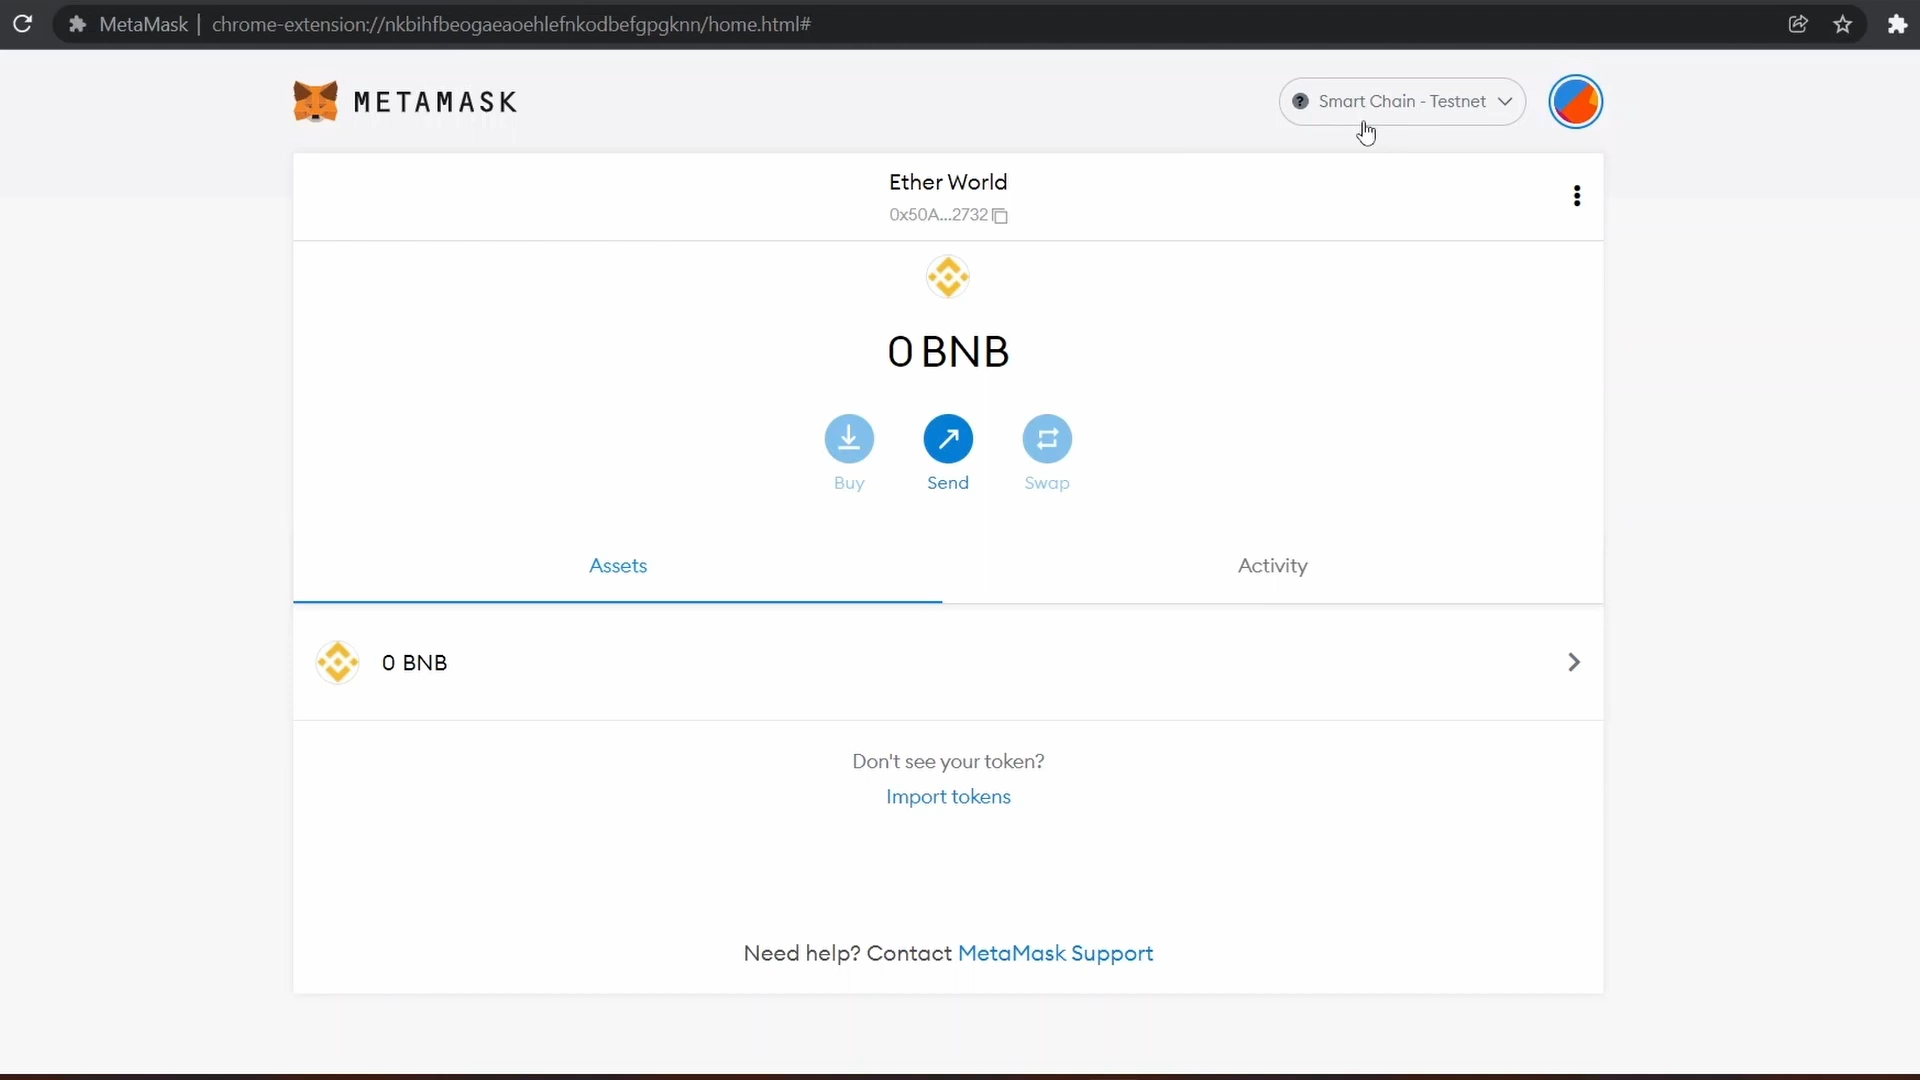 MetaMask | chrome-extension://nkbihfbeogaeaoehlefnkodbefgpgknn/home.html#
METAMASK
? Smart Chain - Testnet
Ether World
0x50A...2732
0 BNB
Buy Send Swap
Assets Activity
0 BNB
Don't see your token?
Import tokens
Need help? Contact MetaMask Support